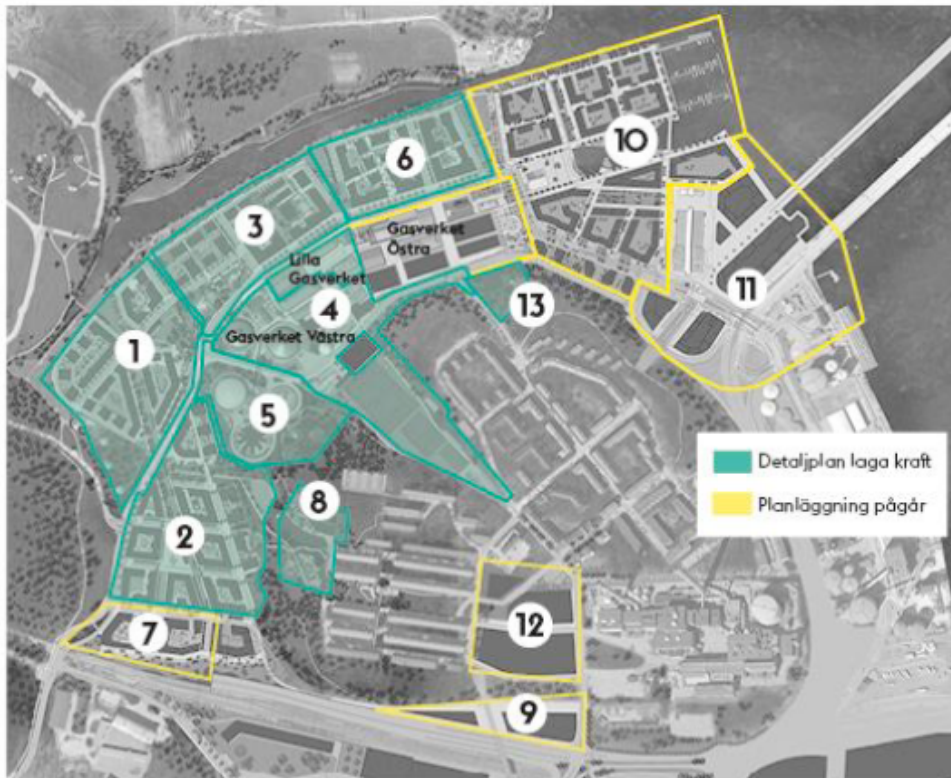 10
6
3
Gasverket
Östra
Lilla
Gasverket
4
13
11
1
Gasverket Västra
5
Detaljplan laga kraft
Planläggning pågår
8
2
12
7
9